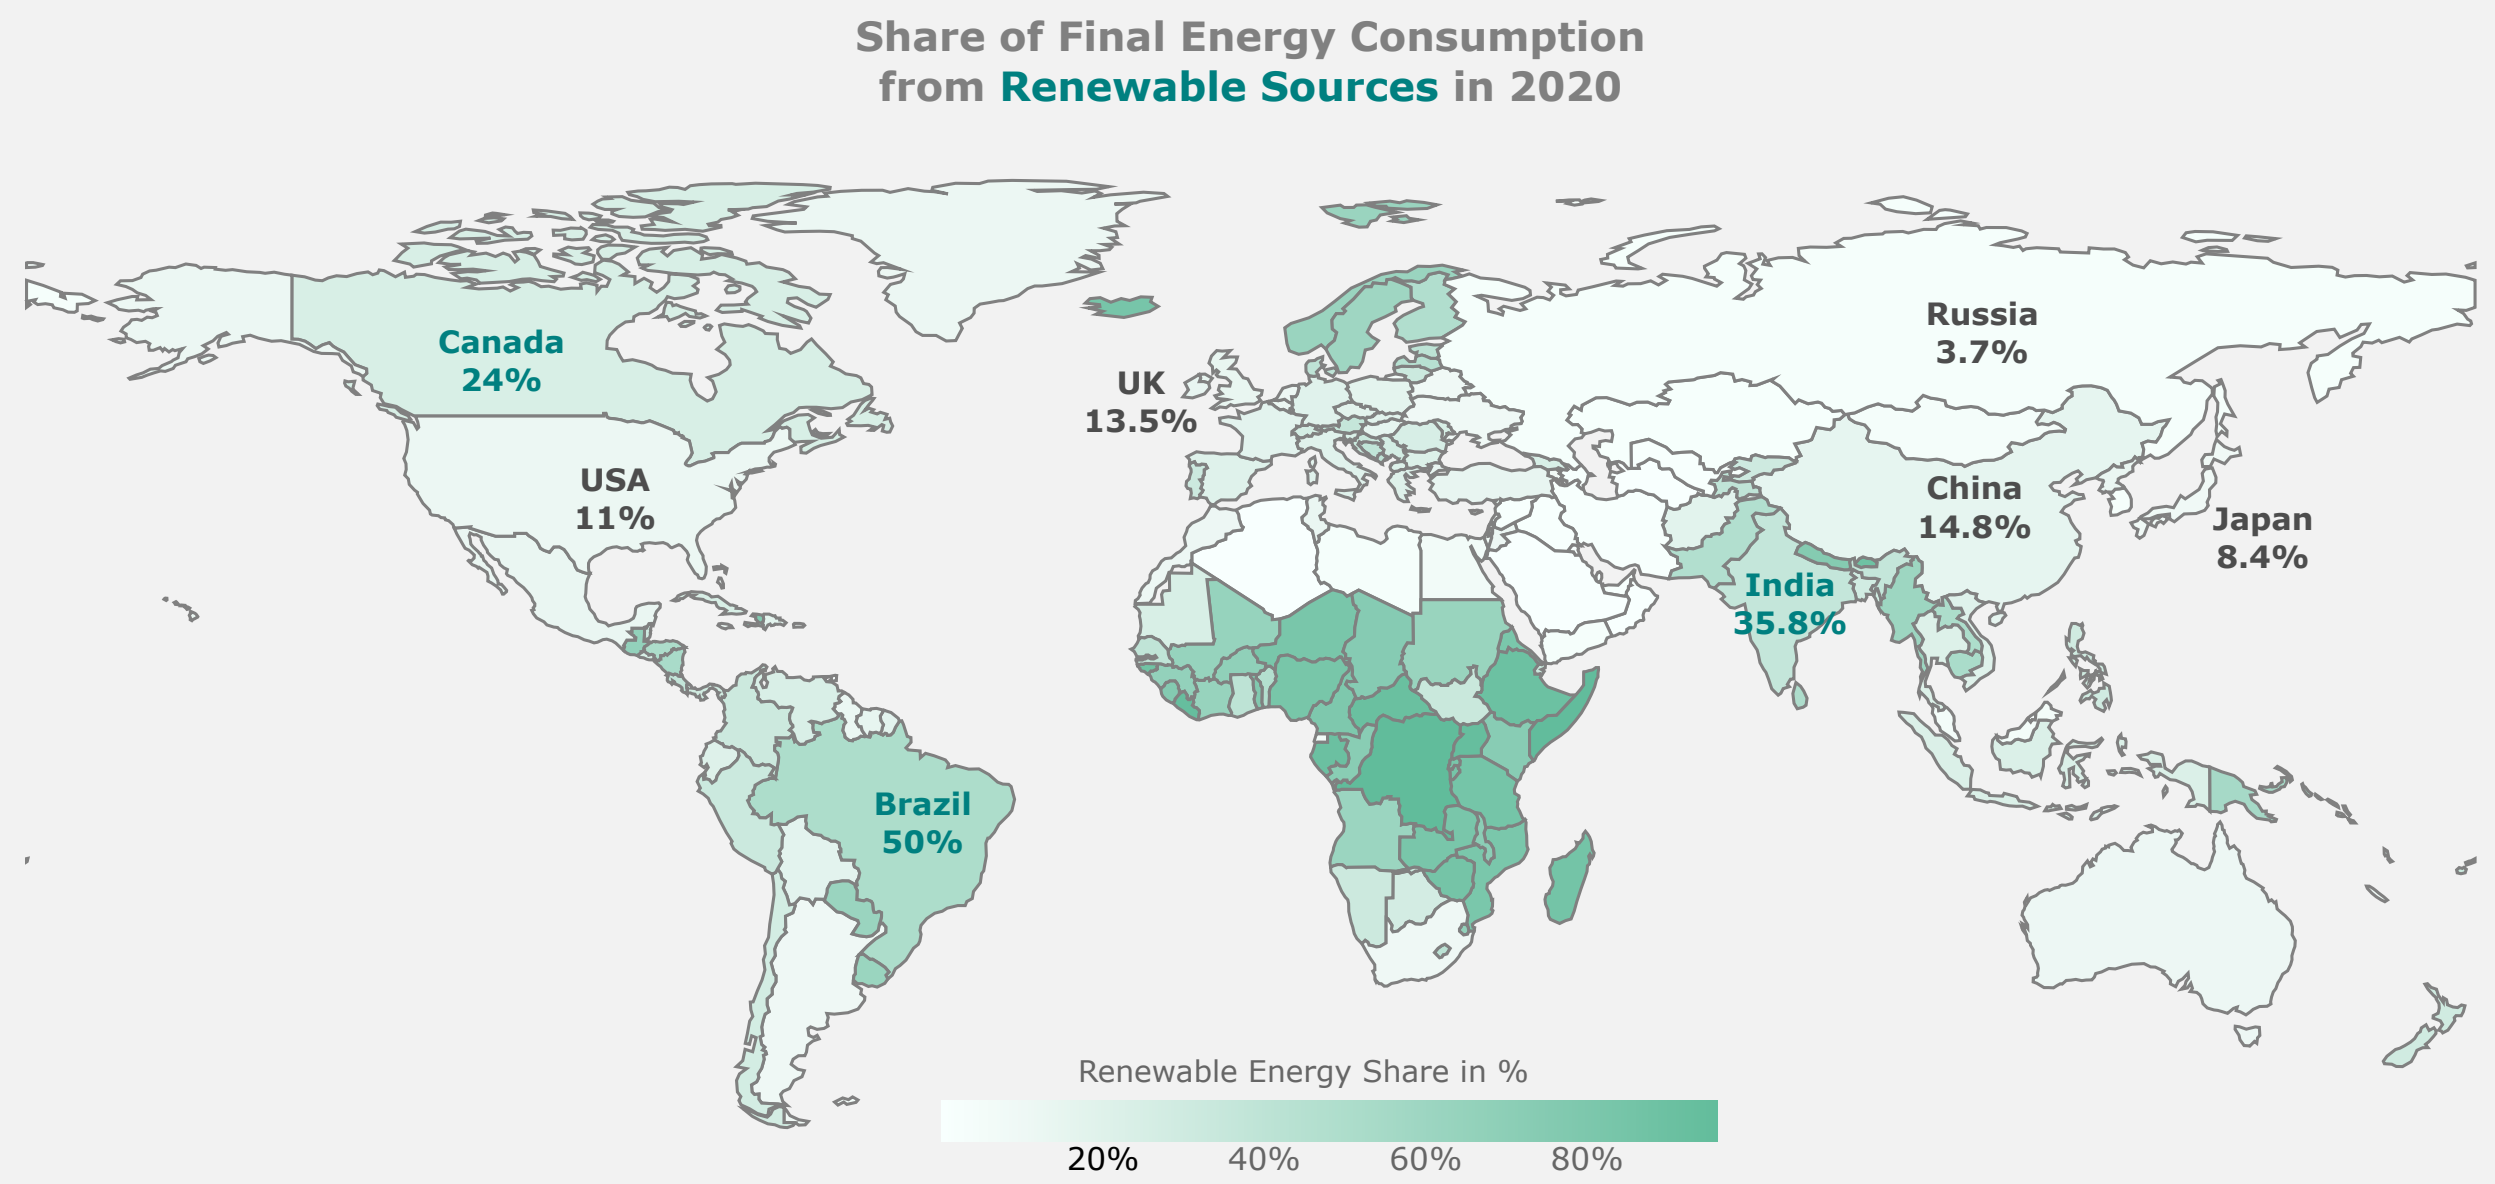 Share of Final Energy Consumption
from Renewable Sources in 2020
Canada
24%
USA
11%
Brazil
50%
UK
13.5%
Russia
3.7%
China
14.8%
Japan
8.4%
India
35.8%
Renewable Energy Share in %
20% 40% 60% 80%